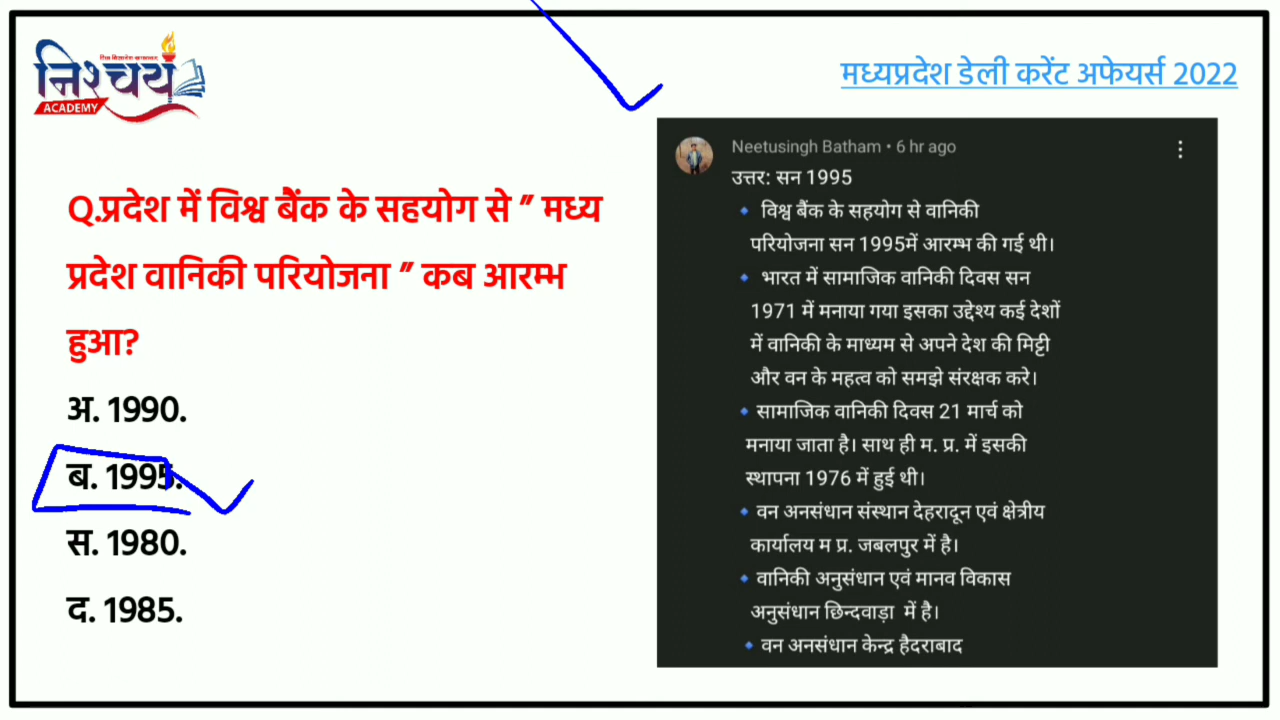 निश्चय
ACADEMY
मध्यप्रदेश डेली करेंट अफेयर्स 2022
Q.प्रदेश में विश्व बैंक के सहयोग से ” मध्य
प्रदेश वानिकी परियोजना ” कब आरम्भ
हुआ?
अ. 1990.
ब. 1995.
स. 1980.
द. 1985.
Neetusingh Batham • 6 hr ago
उत्तर: सन 1995
🔹 विश्व बैंक के सहयोग से वानिकी
परियोजना सन 1995में आरम्भ की गई थी।
🔹 भारत में सामाजिक वानिकी दिवस सन
1971 में मनाया गया इसका उद्देश्य कई देशों
में वानिकी के माध्यम से अपने देश की मिट्टी
और वन के महत्व को समझे संरक्षक करे।
🔹 सामाजिक वानिकी दिवस 21 मार्च को
मनाया जाता है। साथ ही म. प्र. में इसकी
स्थापना 1976 में हुई थी।
🔹 वन अनसंधान संस्थान देहरादून एवं क्षेत्रीय
कार्यालय म प्र. जबलपुर में है।
🔹 वानिकी अनुसंधान एवं मानव विकास
अनुसंधान छिन्दवाड़ा में है।
🔹 वन अनसंधान केन्द्र हैदराबाद